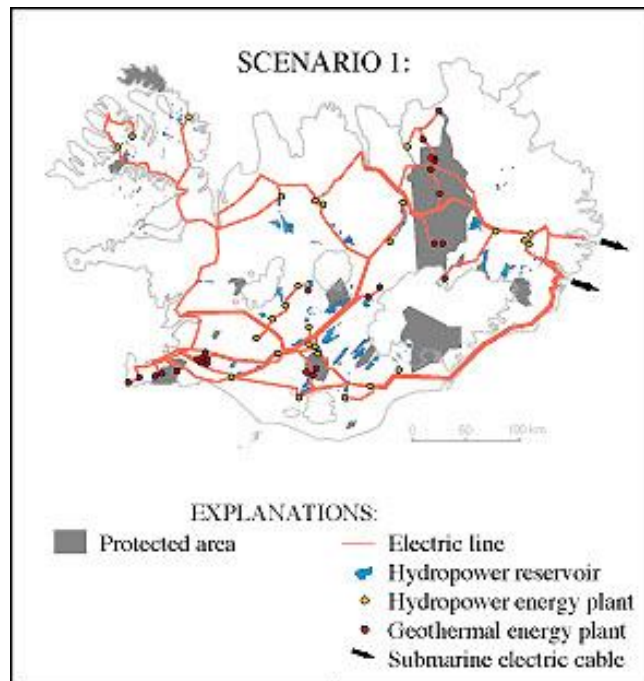 SCENARIO 1:
0 50 100 km
EXPLANATIONS:
Protected area
Electric line
Hydropower reservoir
Hydropower energy plant
Geothermal energy plant
Submarine electric cable